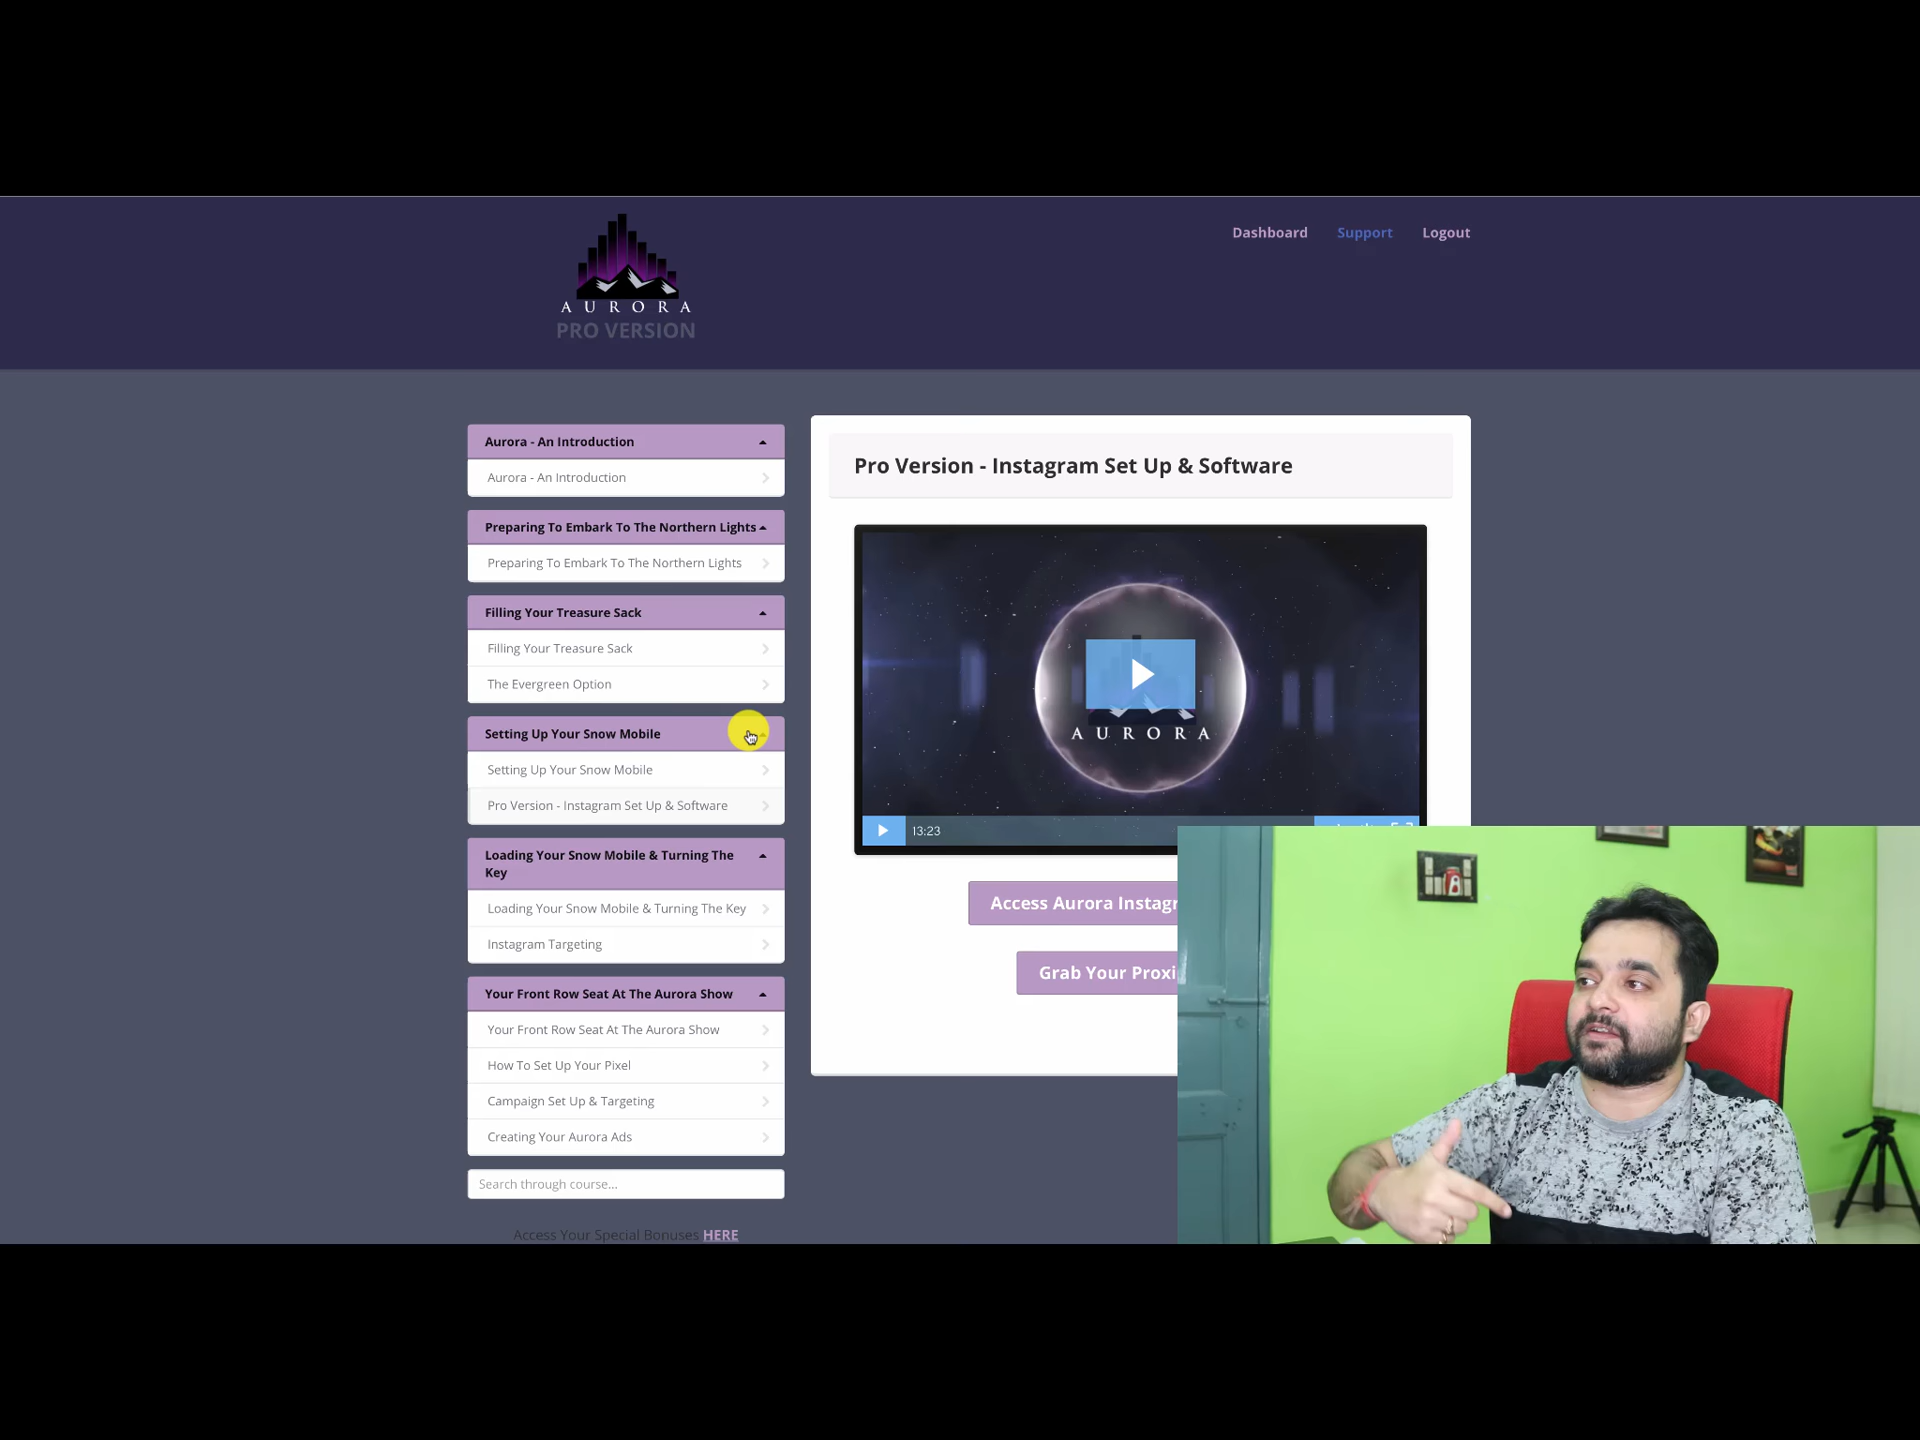 AURORA
PRO VERSION
Dashboard
Support
Logout
Aurora - An Introduction
Aurora - An Introduction
Preparing To Embark To The Northern Lights
Preparing To Embark To The Northern Lights
Filling Your Treasure Sack
Filling Your Treasure Sack
The Evergreen Option
Setting Up Your Snow Mobile
Setting Up Your Snow Mobile
Pro Version - Instagram Set Up & Software
Loading Your Snow Mobile & Turning The
Key
Loading Your Snow Mobile & Turning The Key
Instagram Targeting
Your Front Row Seat At The Aurora Show
Your Front Row Seat At The Aurora Show
How To Set Up Your Pixel
Campaign Set Up & Targeting
Creating Your Aurora Ads
Search through course...
Access Your Special Bonuses HERE
Pro Version - Instagram Set Up & Software
AURORA
13:23
Access Aurora Instagr
Grab Your Proxi